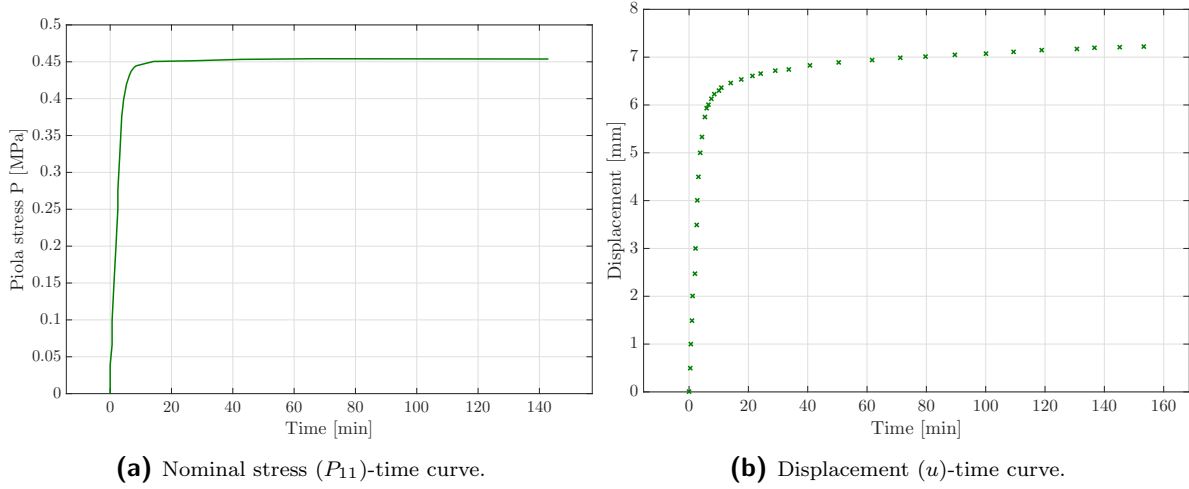 0.5
0.45
0.4
0.35
0.3
0.25
0.2
0.15
0.1
0.05
0
Piola stress P [MPa]
0 20 40 60 80 100 120 140
Time [min]
(a) Nominal stress (P₁₁)-time curve.
8
7
6
5
4
3
2
1
0
Displacement [mm]
0 20 40 60 80 100 120 140 160
Time [min]
(b) Displacement (u)-time curve.